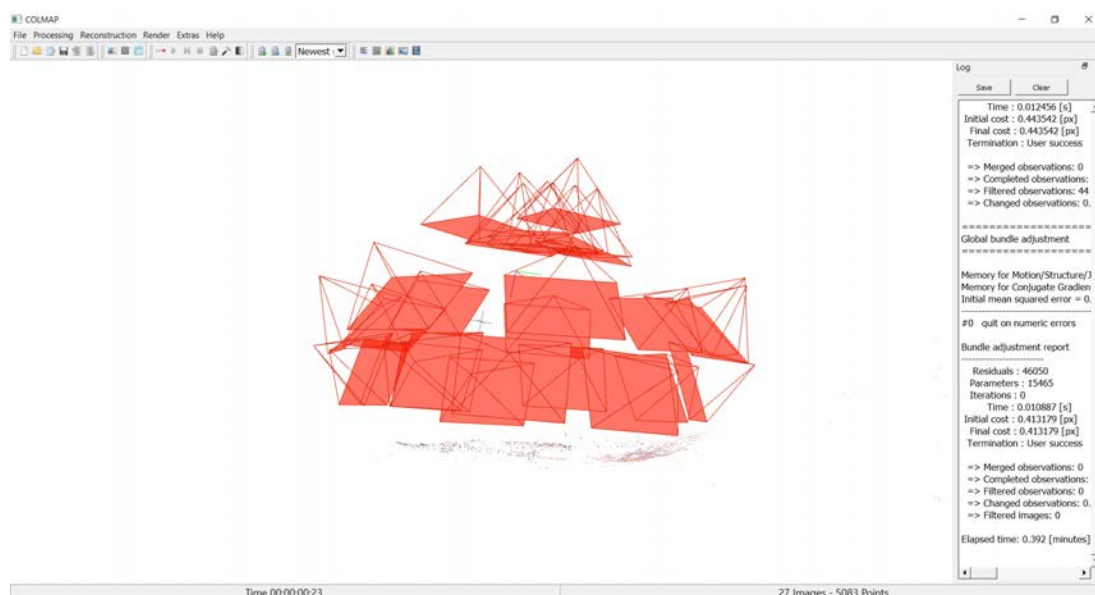 COLMAP
File Processing Reconstruction Render Extras Help
Newest
Log
Save Clear
Time : 0.012456 [s]
Initial cost : 0.443542 [px]
Final cost : 0.443542 [px]
Termination : User success
=> Merged observations: 0
=> Completed observations:
=> Filtered observations: 44
=> Changed observations: 0.
===================
Global bundle adjustment
===================
Memory for Motion/Structure/J
Memory for Conjugate Gradien
Initial mean squared error = 0.
#0 quit on numeric errors
Bundle adjustment report
------------------------
Residuals : 46050
Parameters : 15465
Iterations : 0
Time : 0.010887 [s]
Initial cost : 0.413179 [px]
Final cost : 0.413179 [px]
Termination : User success
=> Merged observations: 0
=> Completed observations:
=> Filtered observations: 0
=> Changed observations: 0.
=> Filtered images: 0
Elapsed time: 0.392 [minutes]
Time 00:00:00:23 27 Images - 5083 Points